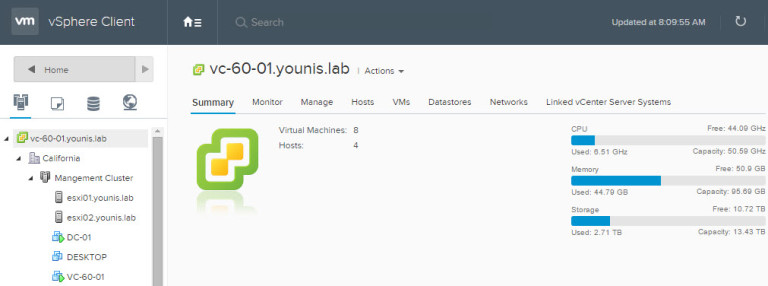 vm vSphere Client Search Updated at 8:09:55 AM
Home
vc-60-01.younis.lab
California
Mangement Cluster
esxi01.younis.lab
esxi02.younis.lab
DC-01
DESKTOP
VC-60-01
vc-60-01.younis.lab | Actions
Summary Monitor Manage Hosts VMs Datastores Networks Linked vCenter Server Systems
Virtual Machines: 8
Hosts: 4
CPU Free: 44.09 GHz
Used: 6.51 GHz Capacity: 50.59 GHz
Memory Free: 50.9 GB
Used: 44.79 GB Capacity: 95.69 GB
Storage Free: 10.72 TB
Used: 2.71 TB Capacity: 13.43 TB